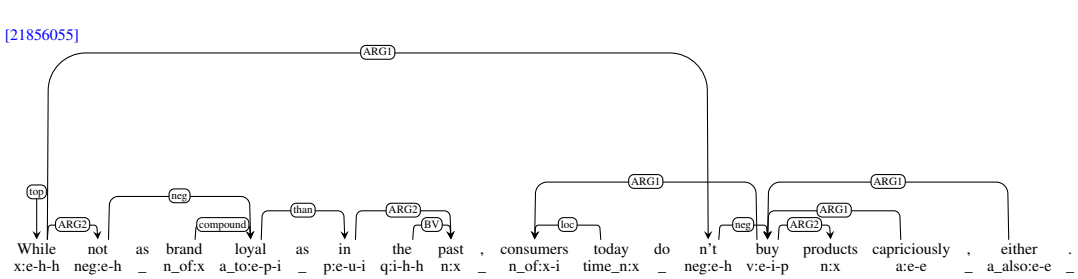 [21856055]
ARG1
ARG1 ARG1
top neg than ARG2 ARG1
ARG2 compound BV loc neg ARG2
While not as brand loyal as in the past , consumers today do n't buy products capriciously , either .
x:e-h-h neg:e-h _ n_of:x a_to:e-p-i _ p:e-u-i q:i-h-h n:x _ n_of:x-i time_n:x _ neg:e-h v:e-i-p n:x a:e-e _ a_also:e-e _